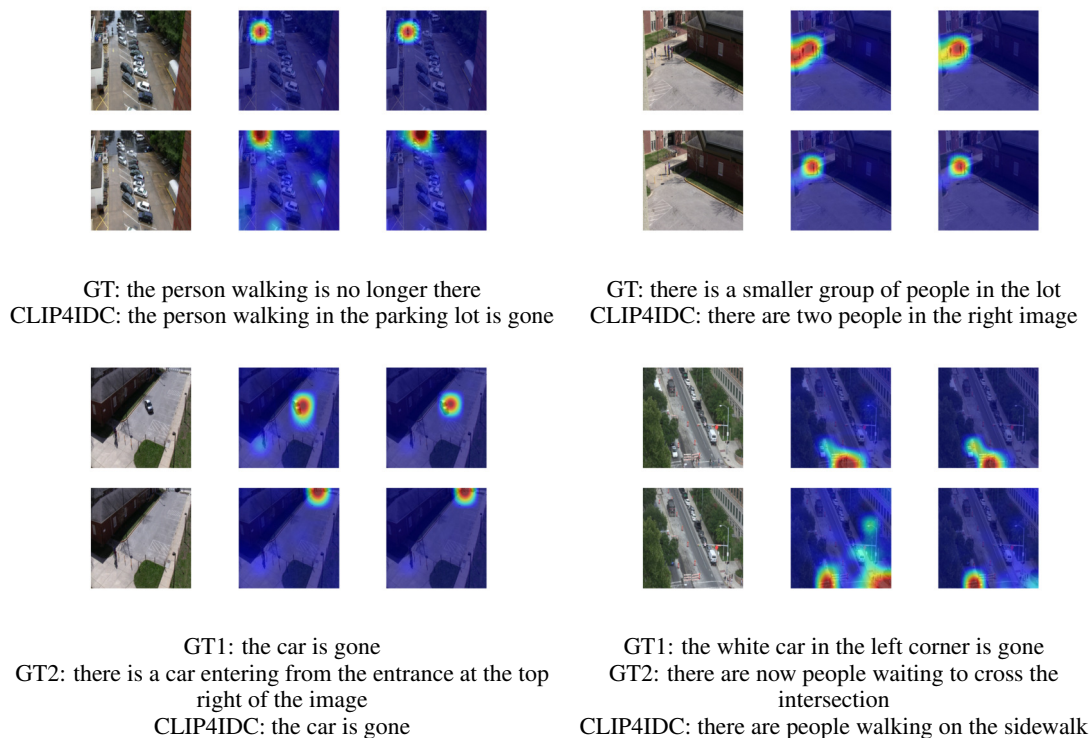 GT: the person walking is no longer there
CLIP4IDC: the person walking in the parking lot is gone
GT: there is a smaller group of people in the lot
CLIP4IDC: there are two people in the right image
GT1: the car is gone
GT2: there is a car entering from the entrance at the top
right of the image
CLIP4IDC: the car is gone
GT1: the white car in the left corner is gone
GT2: there are now people waiting to cross the
intersection
CLIP4IDC: there are people walking on the sidewalk